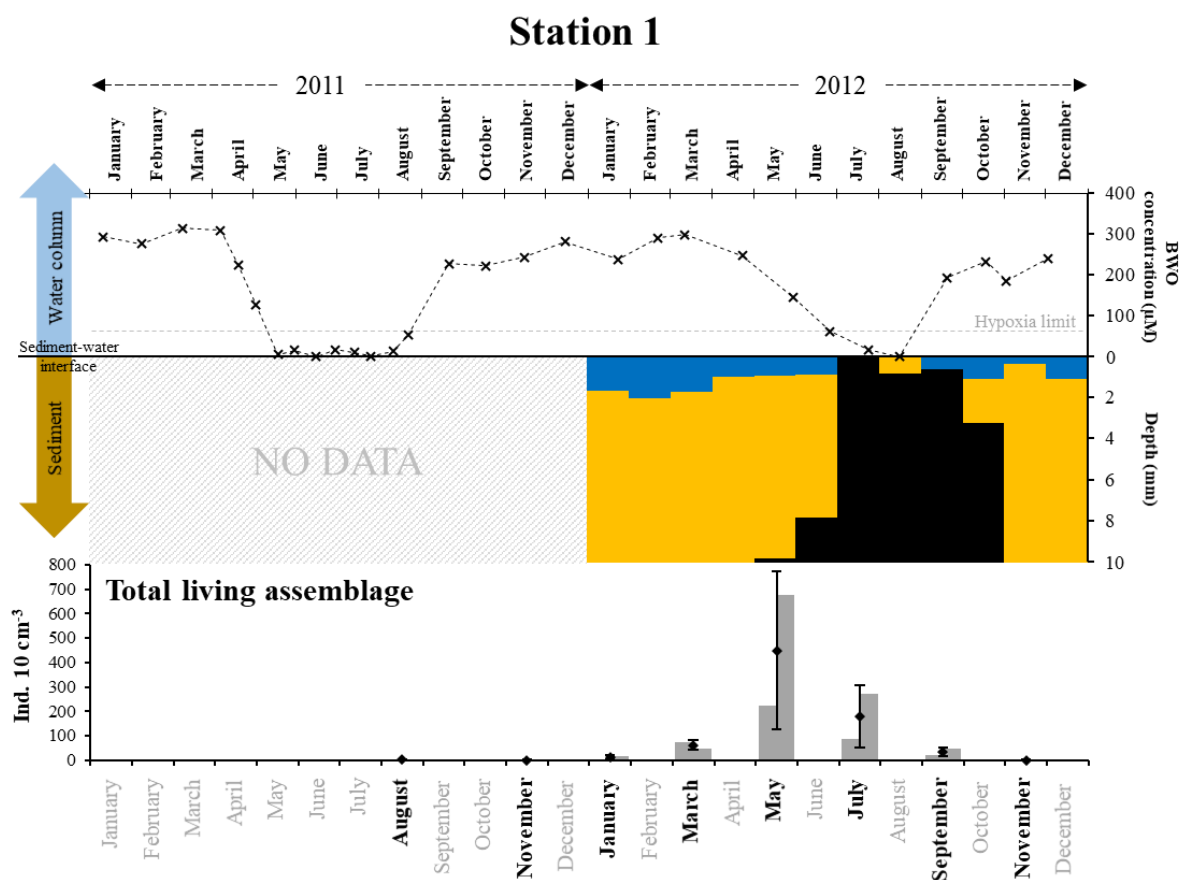 Station 1
2011
2012
January
February
March
April
May
June
July
August
September
October
November
December
January
February
March
April
May
June
July
August
September
October
November
December
Water column
Sediment-water
interface
Sediment
400
300
200
100
0
BWO
concentration (µM)
Hypoxia limit
2
4
6
8
10
Depth (mm)
NO DATA
Total living assemblage
Ind. 10 cm⁻³
800
700
600
500
400
300
200
100
0
January
February
March
April
May
June
July
August
September
October
November
December
January
February
March
April
May
June
July
August
September
October
November
December